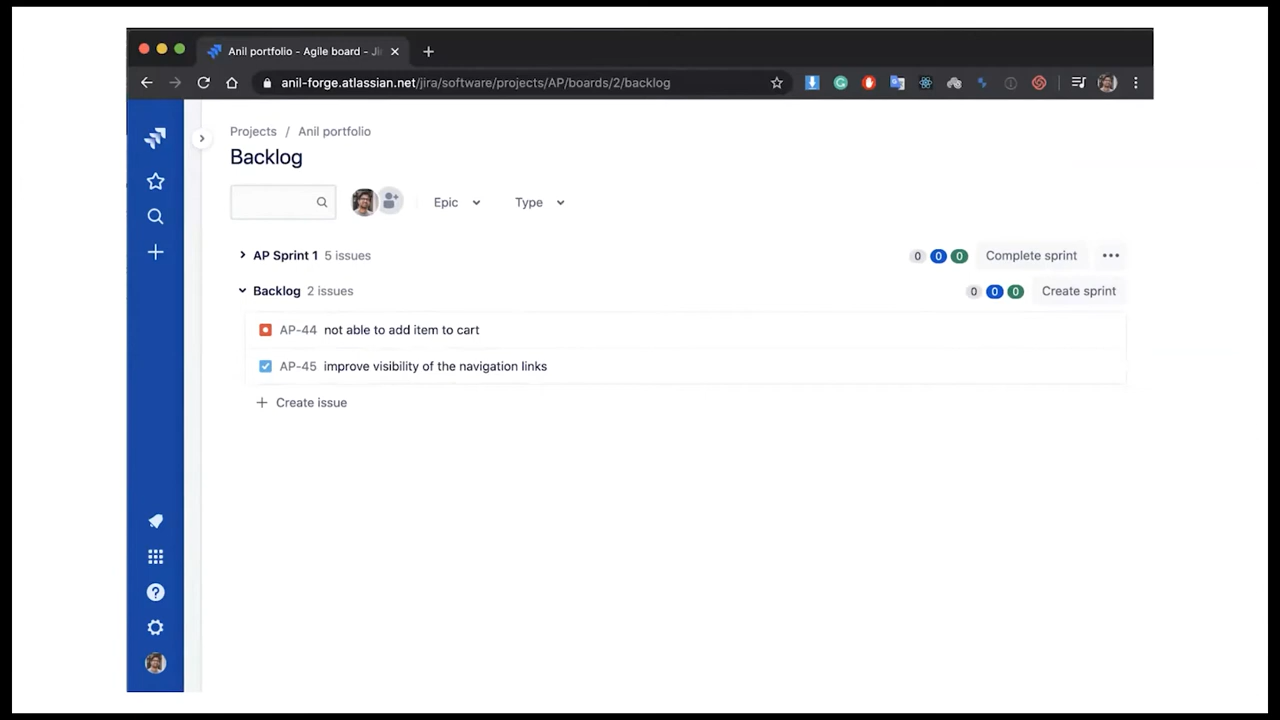 Anil portfolio - Agile board - Ji
anil-forge.atlassian.net/jira/software/projects/AP/boards/2/backlog
Projects / Anil portfolio
Backlog
Epic Type
AP Sprint 1 5 issues 0 0 0 Complete sprint
Backlog 2 issues 0 0 0 Create sprint
AP-44 not able to add item to cart
AP-45 improve visibility of the navigation links
Create issue